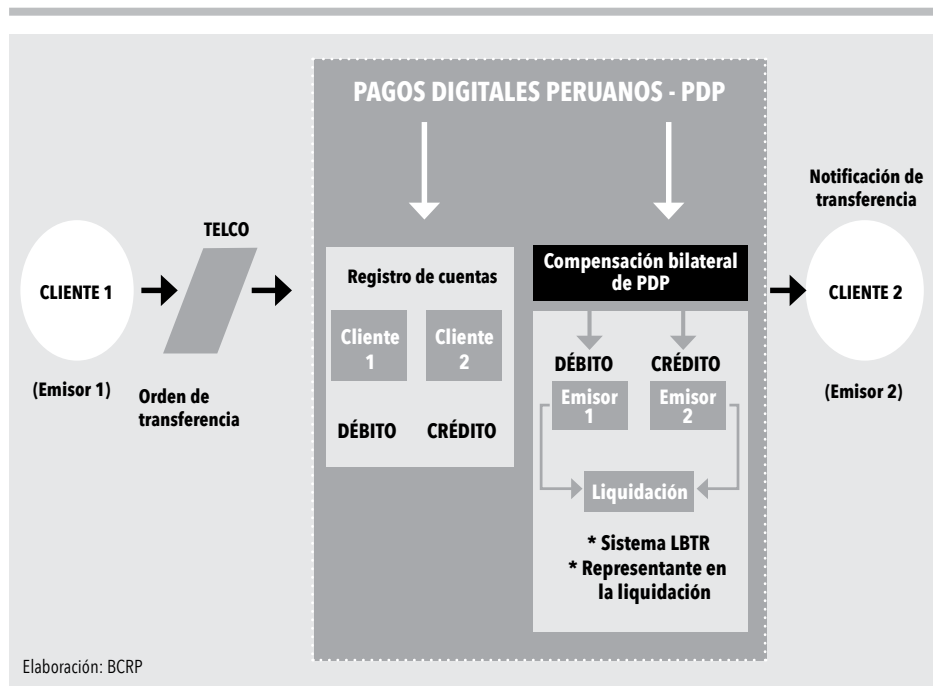 PAGOS DIGITALES PERUANOS - PDP
CLIENTE 1
(Emisor 1)
TELCO
Orden de
transferencia
Registro de cuentas
Cliente
1
Cliente
2
DÉBITO
CRÉDITO
Compensación bilateral
de PDP
DÉBITO
CRÉDITO
Emisor
1
Emisor
2
Liquidación
* Sistema LBTR
* Representante en
la liquidación
Notificación de
transferencia
CLIENTE 2
(Emisor 2)
Elaboración: BCRP